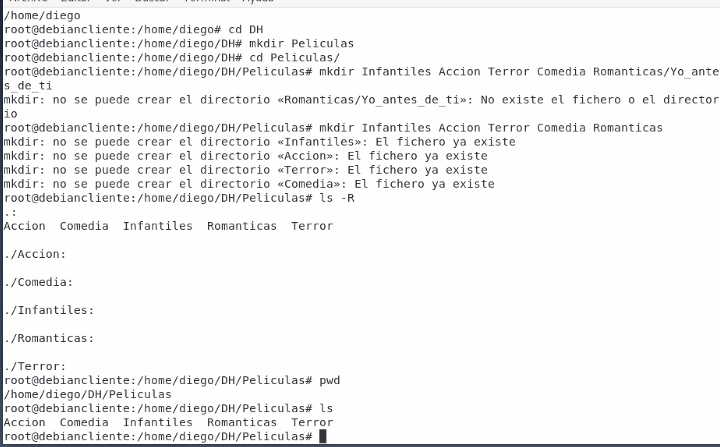 /home/diego
root@debiancliente:/home/diego# cd DH
root@debiancliente:/home/diego/DH# mkdir Peliculas
root@debiancliente:/home/diego/DH# cd Peliculas/
root@debiancliente:/home/diego/DH/Peliculas# mkdir Infantiles Accion Terror Comedia Romanticas/Yo_ante
s_de_ti
mkdir: no se puede crear el directorio «Romanticas/Yo_antes_de_ti»: No existe el fichero o el director
io
root@debiancliente:/home/diego/DH/Peliculas# mkdir Infantiles Accion Terror Comedia Romanticas
mkdir: no se puede crear el directorio «Infantiles»: El fichero ya existe
mkdir: no se puede crear el directorio «Accion»: El fichero ya existe
mkdir: no se puede crear el directorio «Terror»: El fichero ya existe
mkdir: no se puede crear el directorio «Comedia»: El fichero ya existe
root@debiancliente:/home/diego/DH/Peliculas# ls -R
.:
Accion  Comedia  Infantiles  Romanticas  Terror

./Accion:

./Comedia:

./Infantiles:

./Romanticas:

./Terror:
root@debiancliente:/home/diego/DH/Peliculas# pwd
/home/diego/DH/Peliculas
root@debiancliente:/home/diego/DH/Peliculas# ls
Accion  Comedia  Infantiles  Romanticas  Terror
root@debiancliente:/home/diego/DH/Peliculas#